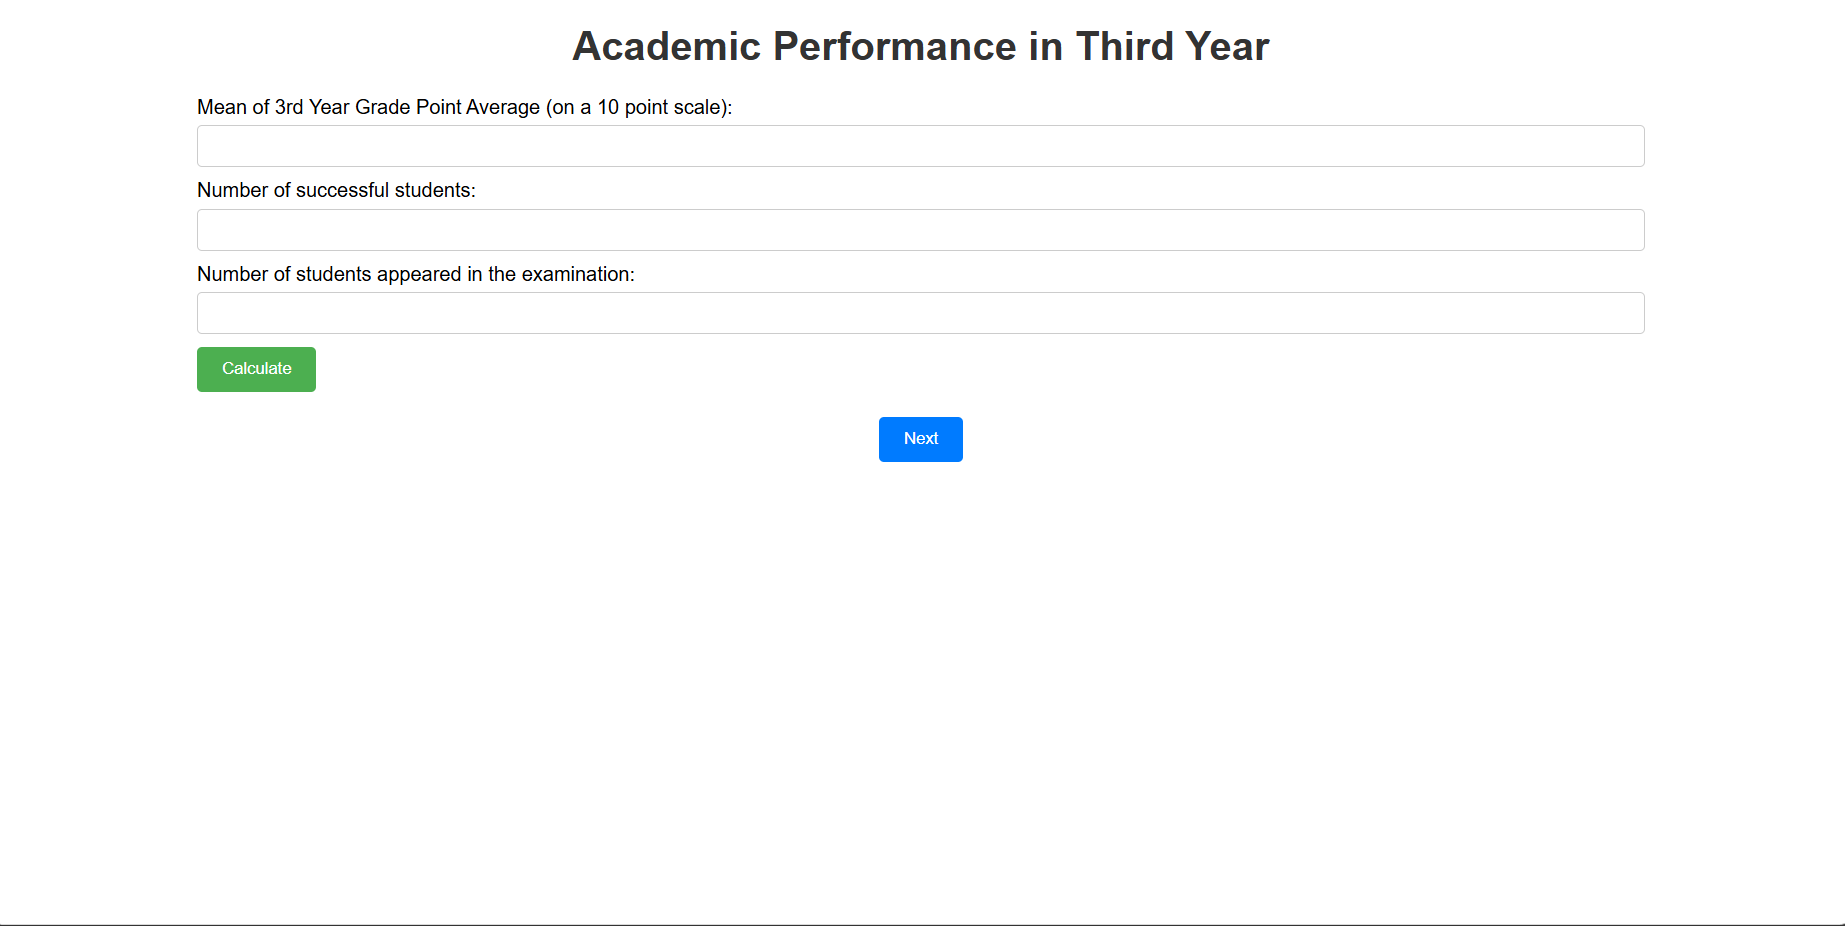 Academic Performance in Third Year
Mean of 3rd Year Grade Point Average (on a 10 point scale):
Number of successful students:
Number of students appeared in the examination:
Calculate
Next